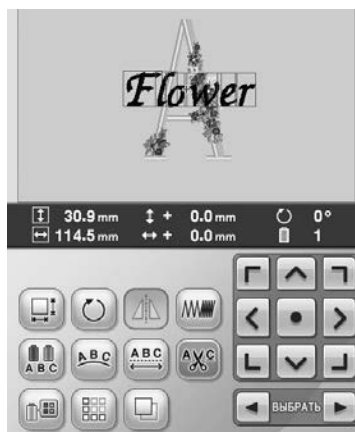 A
Flower
30.9 mm + 0.0 mm 0°
114.5 mm + 0.0 mm 1
ABC ABC ABC A C
ВЫБРАТЬ